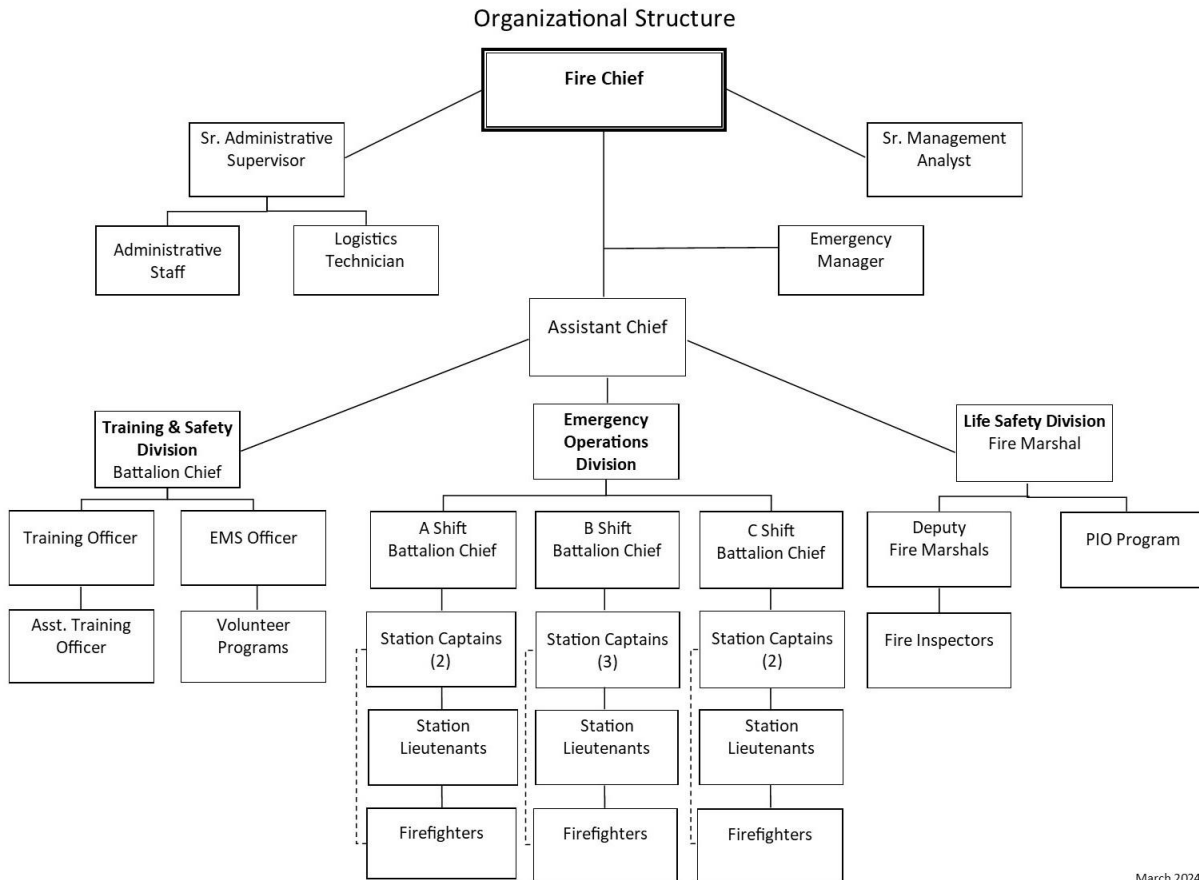 Organizational Structure
Fire Chief
Sr. Administrative
Supervisor
Sr. Management
Analyst
Administrative
Staff
Logistics
Technician
Emergency
Manager
Assistant Chief
Training & Safety
Division
Battalion Chief
Emergency
Operations
Division
Life Safety Division
Fire Marshal
Training Officer
EMS Officer
A Shift
Battalion Chief
B Shift
Battalion Chief
C Shift
Battalion Chief
Deputy
Fire Marshals
PIO Program
Asst. Training
Officer
Volunteer
Programs
Station Captains
(2)
Station Captains
(3)
Station Captains
(2)
Fire Inspectors
Station
Lieutenants
Station
Lieutenants
Station
Lieutenants
Firefighters
Firefighters
Firefighters
March 2024